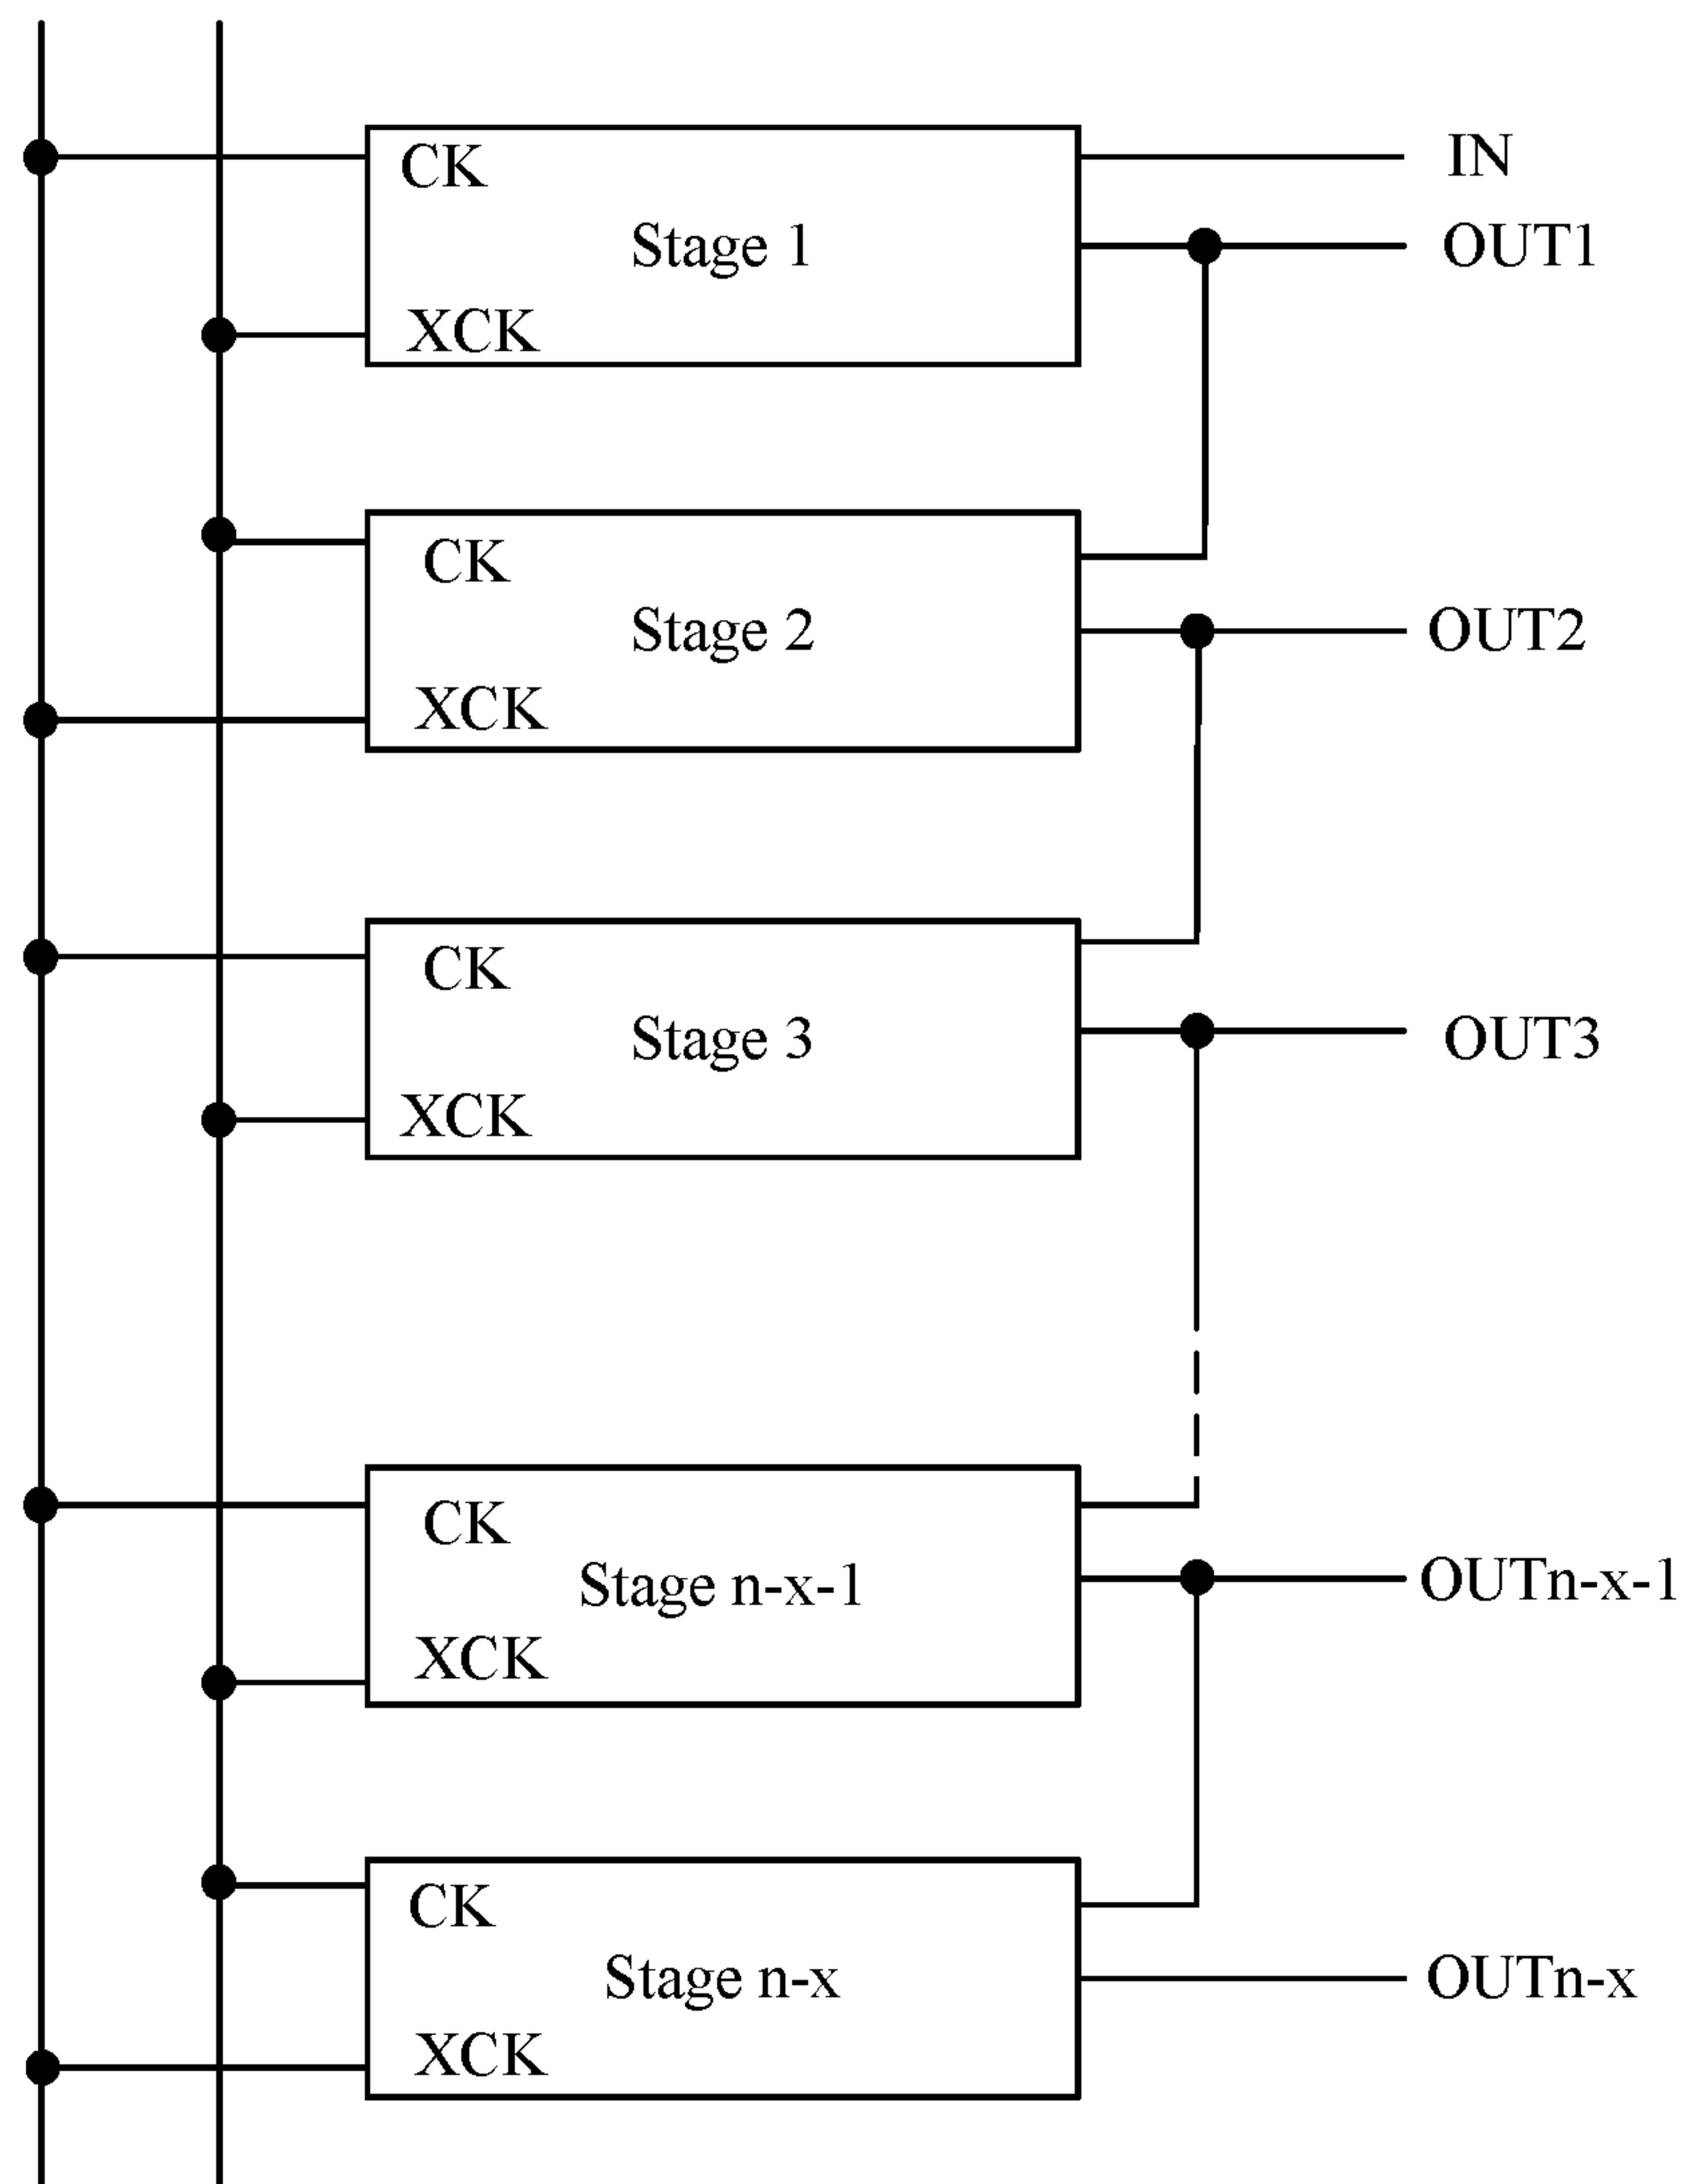 CK
IN
Stage 1
OUT1
XCK
CK
Stage 2
OUT2
XCK
CK
Stage 3
OUT3
XCK
CK
Stage n-x-1
OUTn-x-1
XCK
CK
Stage n-x
OUTn-x
XCK